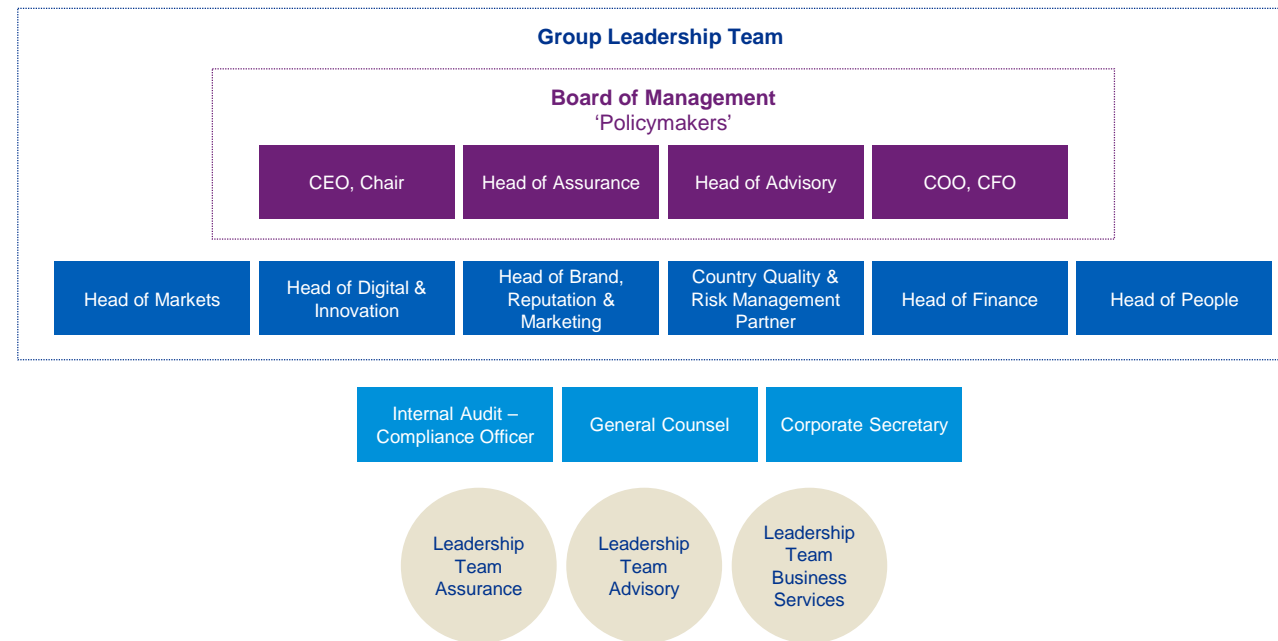 Group Leadership Team
Board of Management
‘Policymakers’
CEO, Chair
Head of Assurance
Head of Advisory
COO, CFO
Head of Markets
Head of Digital &
Innovation
Head of Brand,
Reputation &
Marketing
Country Quality &
Risk Management
Partner
Head of Finance
Head of People
Internal Audit –
Compliance Officer
General Counsel
Corporate Secretary
Leadership
Team
Assurance
Leadership
Team
Advisory
Leadership
Team
Business
Services